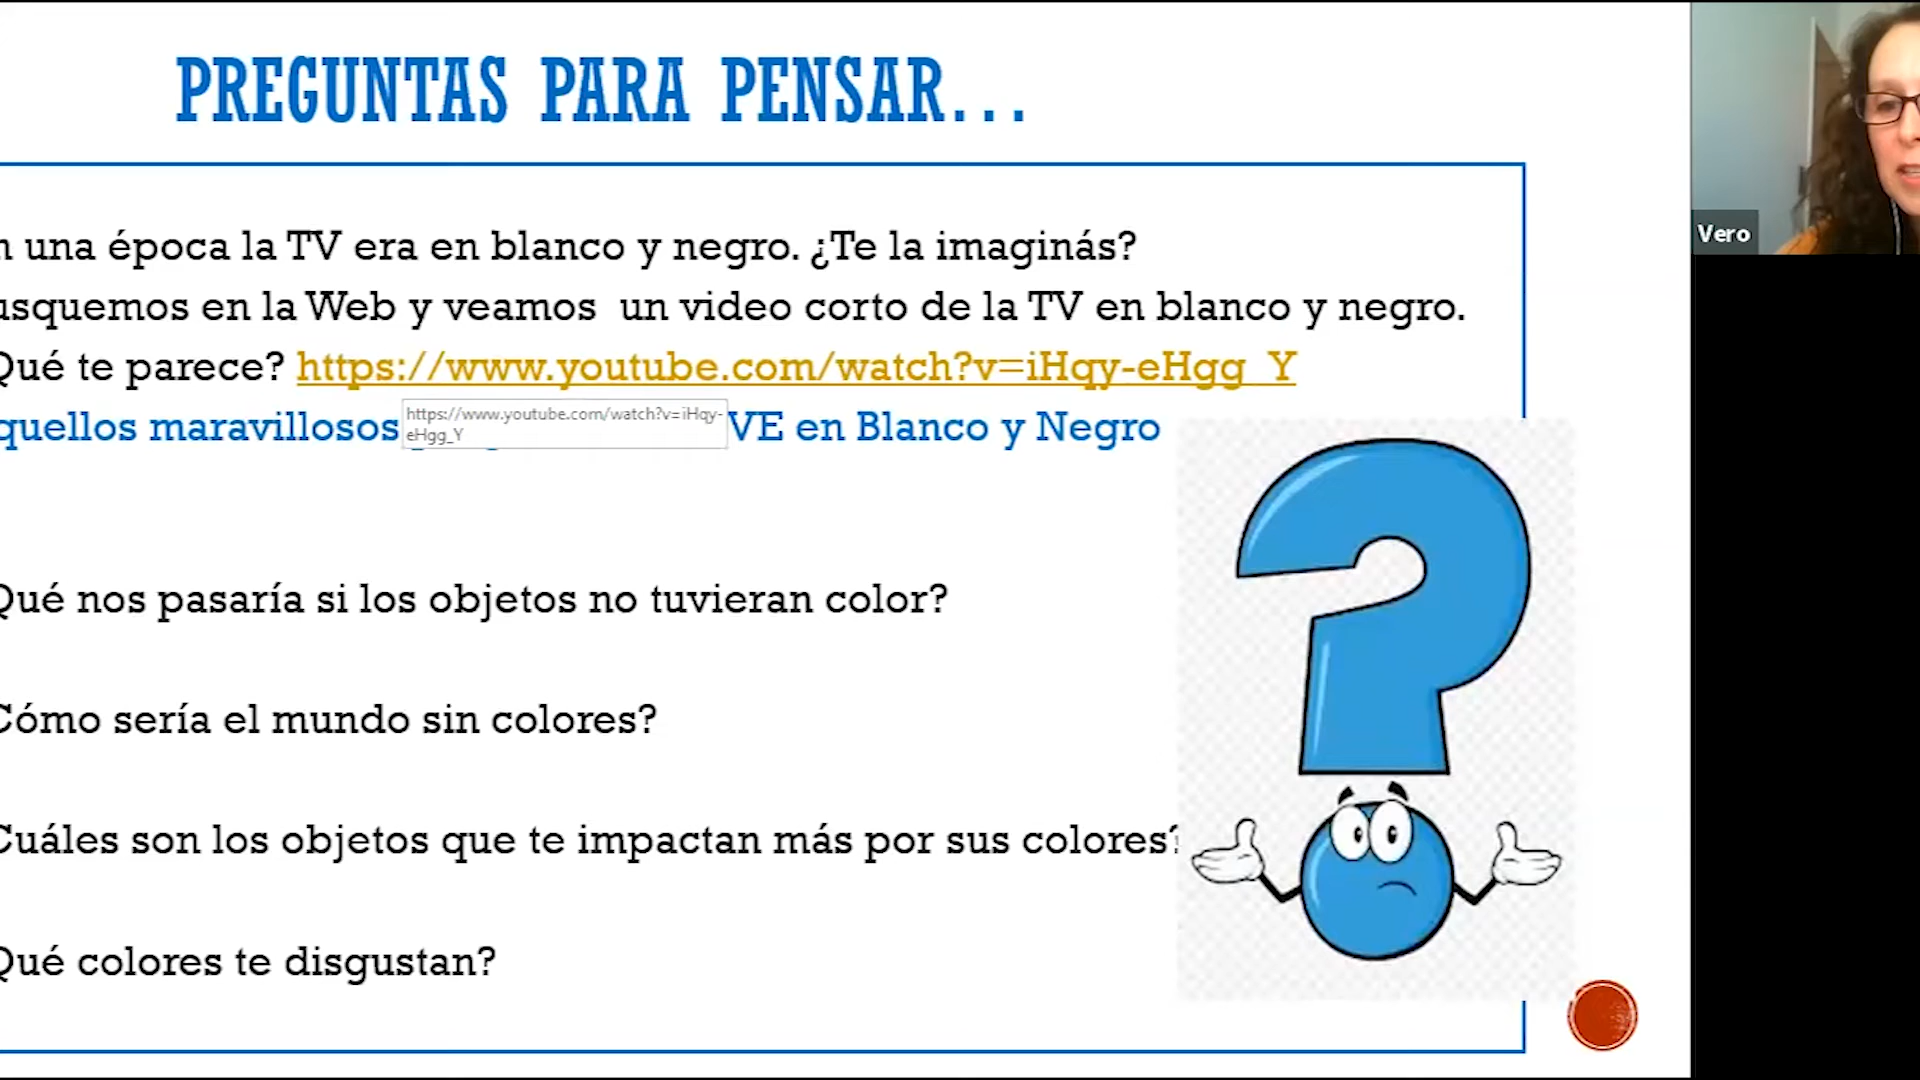 PREGUNTAS PARA PENSAR...
una época la TV era en blanco y negro. ¿Te la imaginás?
usquemos en la Web y veamos un video corto de la TV en blanco y negro.
Qué te parece? https://www.youtube.com/watch?v=iHqy-eHgg_Y
quellos maravillosos VE en Blanco y Negro
https://www.youtube.com/watch?v=iHqy-
eHgg_Y
Qué nos pasaría si los objetos no tuvieran color?
Cómo sería el mundo sin colores?
Cuáles son los objetos que te impactan más por sus colores?
Qué colores te disgustan?
Vero